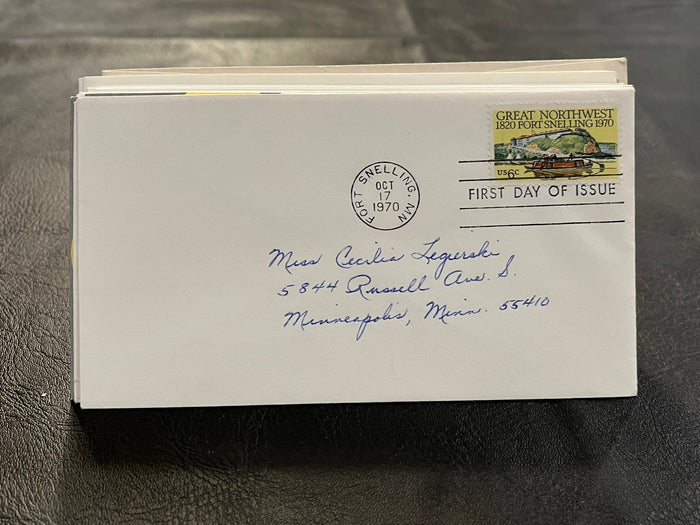 GREAT NORTHWEST
1820 FORT SNELLING 1970
US 6c
FORT SNELLING, MN
OCT
17
1970
FIRST DAY OF ISSUE
Miss Cecilia Legierski
5844 Russell Ave. S.
Minneapolis, Minn. 55410